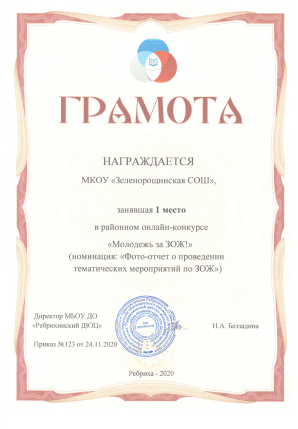 ГРАМОТА
НАГРАЖДАЕТСЯ
МКОУ «Зеленорощинская СОШ»,
занявшая 1 место
в районном онлайн-конкурсе
«Молодежь за ЗОЖ!»
(номинация: «Фото-отчет о проведении
тематических мероприятий по ЗОЖ»)
Директор МБОУ ДО
«Ребрихинский ДЮЦ»
Н.А. Беззадина
Приказ №123 от 24.11.2020
Ребриха - 2020